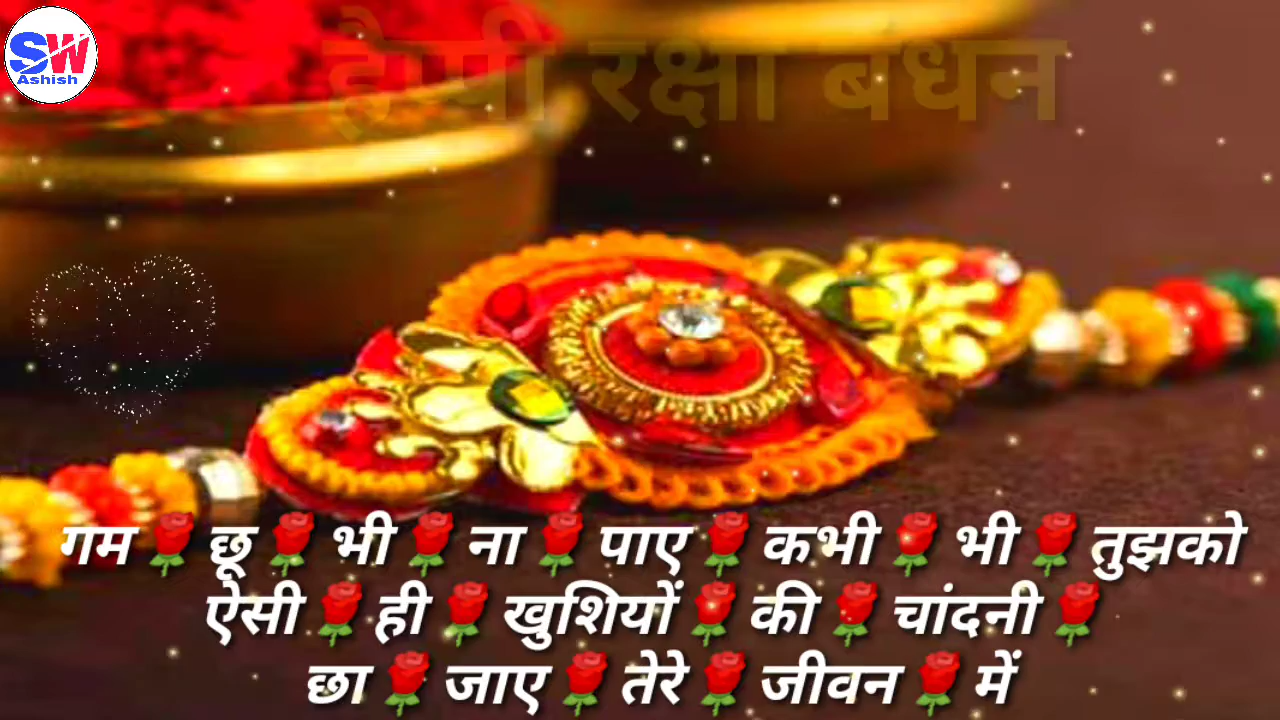 SW
Ashish
हैप्पी रक्षा बंधन
गम🌹छू🌹भी🌹ना🌹पाए🌹कभी🌹भी🌹तुझको
ऐसी🌹ही🌹खुशियों🌹की🌹चांदनी🌹
छा🌹जाए🌹तेरे🌹जीवन🌹में